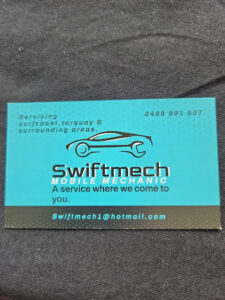 Servicing
surfcoast,torquay &
surrounding areas.
0468 991 507
Swiftmech
MOBILE MECHANIC
A service where we come to
you.
Swiftmech1@hotmail.com